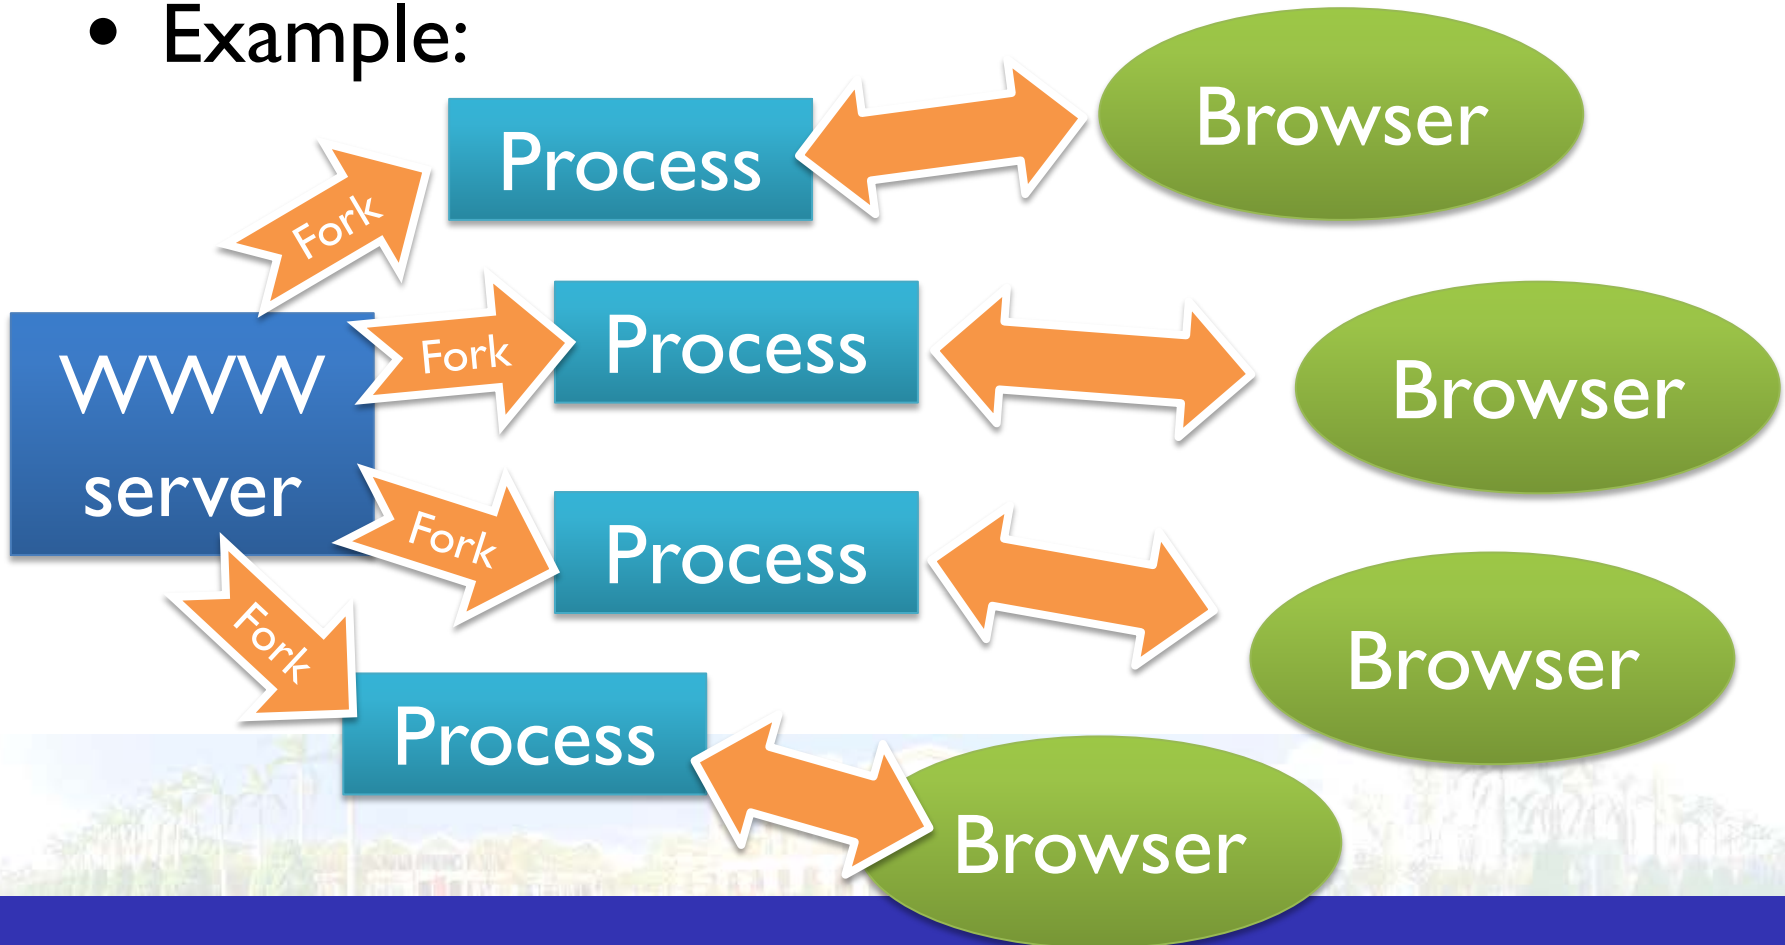 • Example:
Process
Browser
Fork
Process
Browser
Fork
WWW
server
Fork
Process
Browser
Fork
Process
Browser